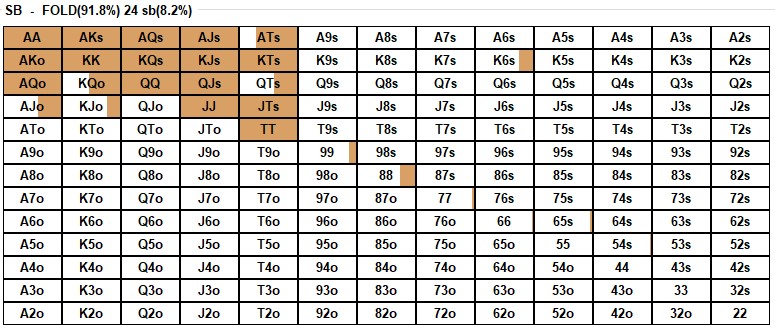 SB - FOLD(91.8%) 24 sb(8.2%)
AA AKs AQs AJs ATs A9s A8s A7s A6s A5s A4s A3s A2s
AKo KK KQs KJs KTs K9s K8s K7s K6s K5s K4s K3s K2s
AQo KQo QQ QJs QTs Q9s Q8s Q7s Q6s Q5s Q4s Q3s Q2s
AJo KJo QJo JJ JTs J9s J8s J7s J6s J5s J4s J3s J2s
ATo KTo QTo JTo TT T9s T8s T7s T6s T5s T4s T3s T2s
A9o K9o Q9o J9o T9o 99 98s 97s 96s 95s 94s 93s 92s
A8o K8o Q8o J8o T8o 98o 88 87s 86s 85s 84s 83s 82s
A7o K7o Q7o J7o T7o 97o 87o 77 76s 75s 74s 73s 72s
A6o K6o Q6o J6o T6o 96o 86o 76o 66 65s 64s 63s 62s
A5o K5o Q5o J5o T5o 95o 85o 75o 65o 55 54s 53s 52s
A4o K4o Q4o J4o T4o 94o 84o 74o 64o 54o 44 43s 42s
A3o K3o Q3o J3o T3o 93o 83o 73o 63o 53o 43o 33 32s
A2o K2o Q2o J2o T2o 92o 82o 72o 62o 52o 42o 32o 22